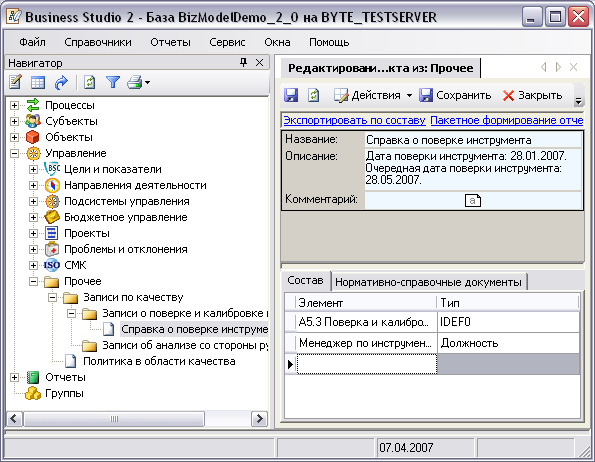 Business Studio 2 - База BizModelDemo_2_0 на BYTE_TESTSERVER
Файл Справочники Отчеты Сервис Окна Помощь
Навигатор
Процессы
Субъекты
Объекты
Управление
BSC Цели и показатели
Направления деятельности
Подсистемы управления
Бюджетное управление
Проекты
Проблемы и отклонения
ISO СМК
Прочее
Записи по качеству
Записи о поверке и калибровке
Справка о поверке инструме
Записи об анализе со стороны ру
Политика в области качества
Отчеты
Группы
Редактировани...кта из: Прочее
Действия Сохранить Закрыть
Экспортировать по составу Пакетное формирование отче
Название: Справка о поверке инструмента
Описание: Дата поверки инструмента: 28.01.2007.
Очередная дата поверки инструмента:
28.05.2007.
Комментарий: a
Состав Нормативно-справочные документы
Элемент Тип
A5.3 Поверка и калибро... IDEF0
Менеджер по инструмен... Должность
07.04.2007